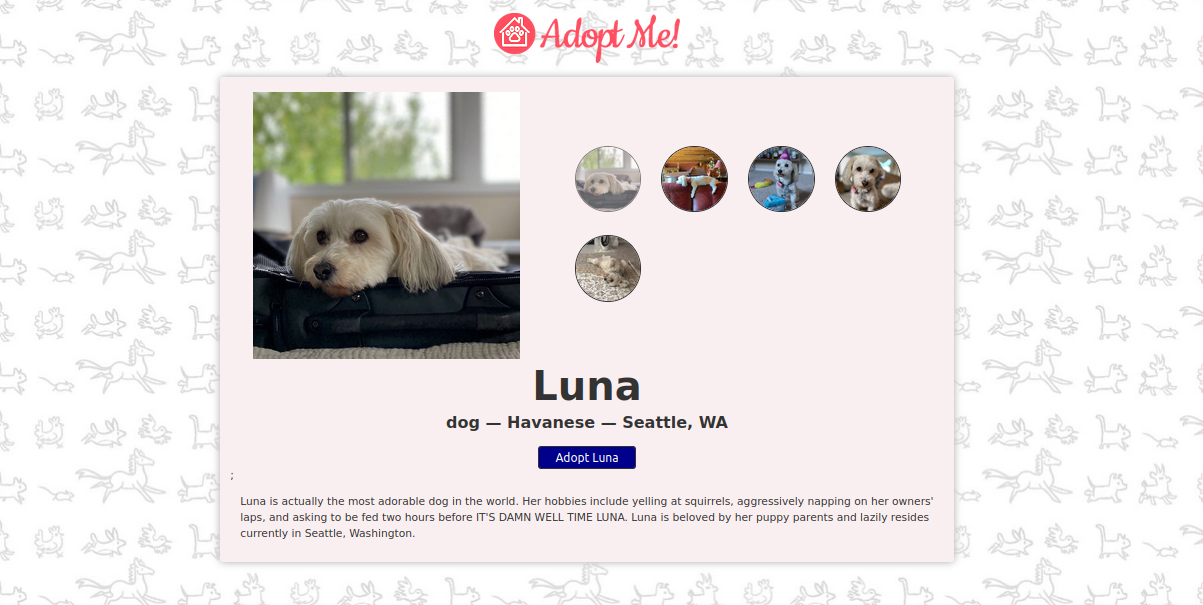 Adopt Me!
Luna
dog — Havanese — Seattle, WA
Adopt Luna
;
Luna is actually the most adorable dog in the world. Her hobbies include yelling at squirrels, aggressively napping on her owners'
laps, and asking to be fed two hours before IT'S DAMN WELL TIME LUNA. Luna is beloved by her puppy parents and lazily resides
currently in Seattle, Washington.